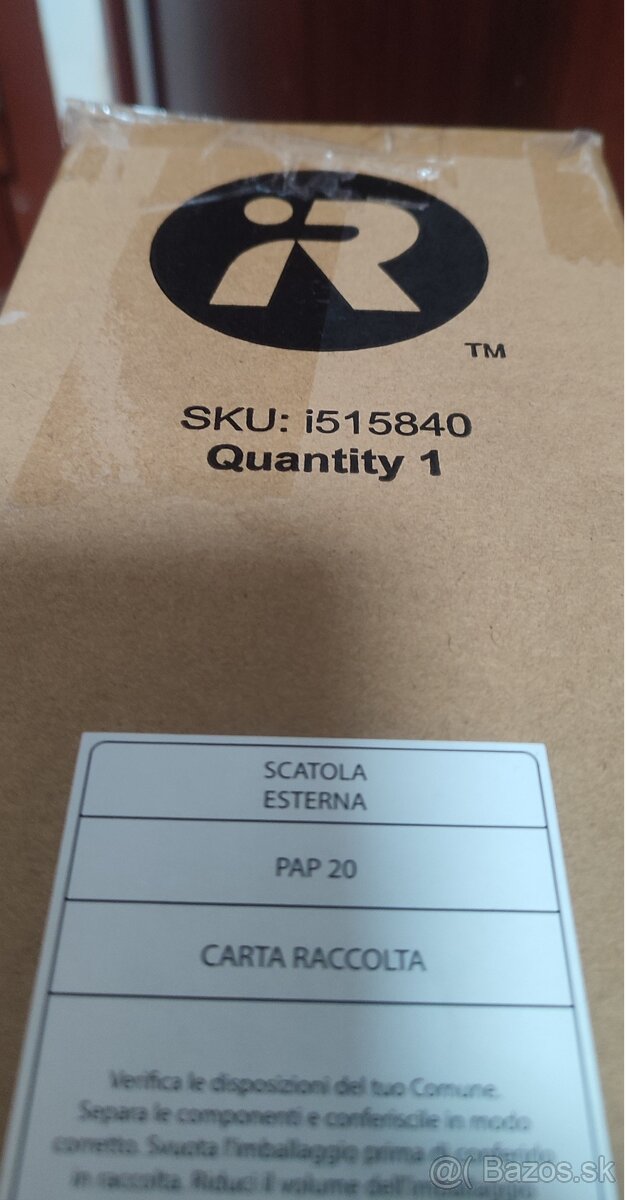 iR
TM
SKU: i515840
Quantity 1
SCATOLA
ESTERNA
PAP 20
CARTA RACCOLTA
Verifica le disposizioni del tuo Comune.
Separa le componenti e conferiscile in modo
corretto. Svuota l'imballaggio prima di conferirlo
in raccolta. Riduci il volume dell'
@( Bazos.sk